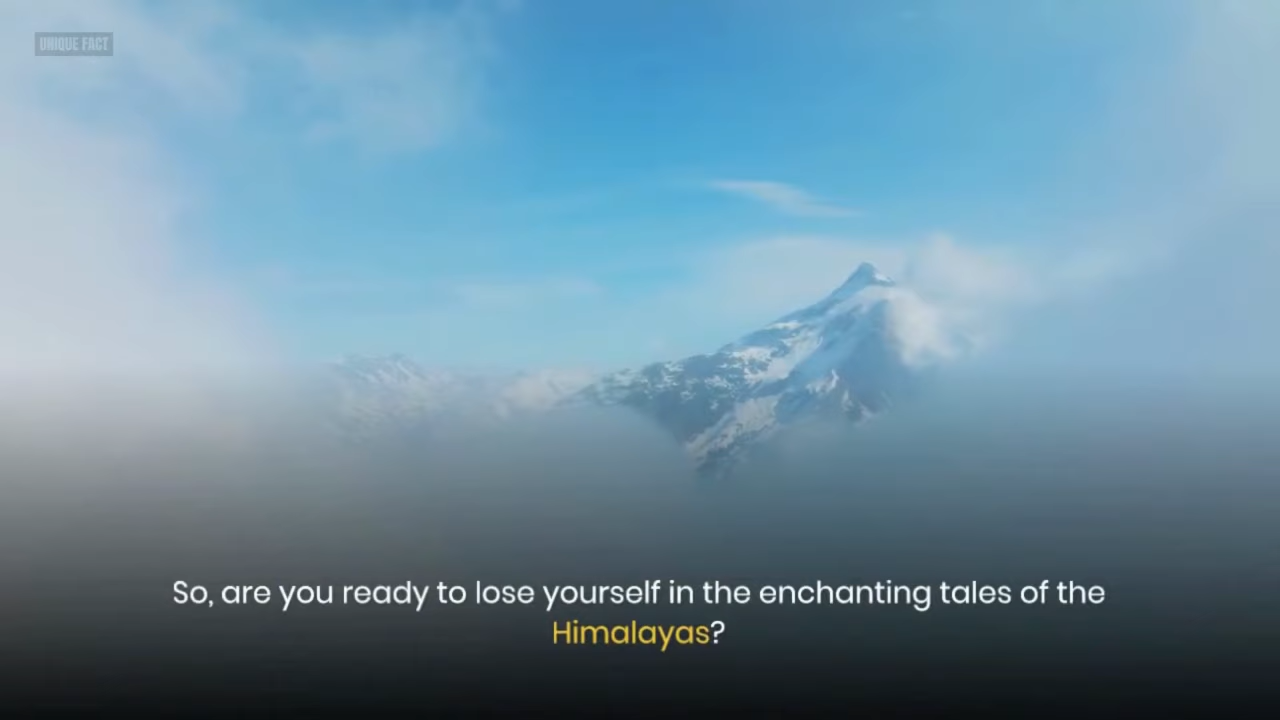 UNIQUE FACT
So, are you ready to lose yourself in the enchanting tales of the
Himalayas?